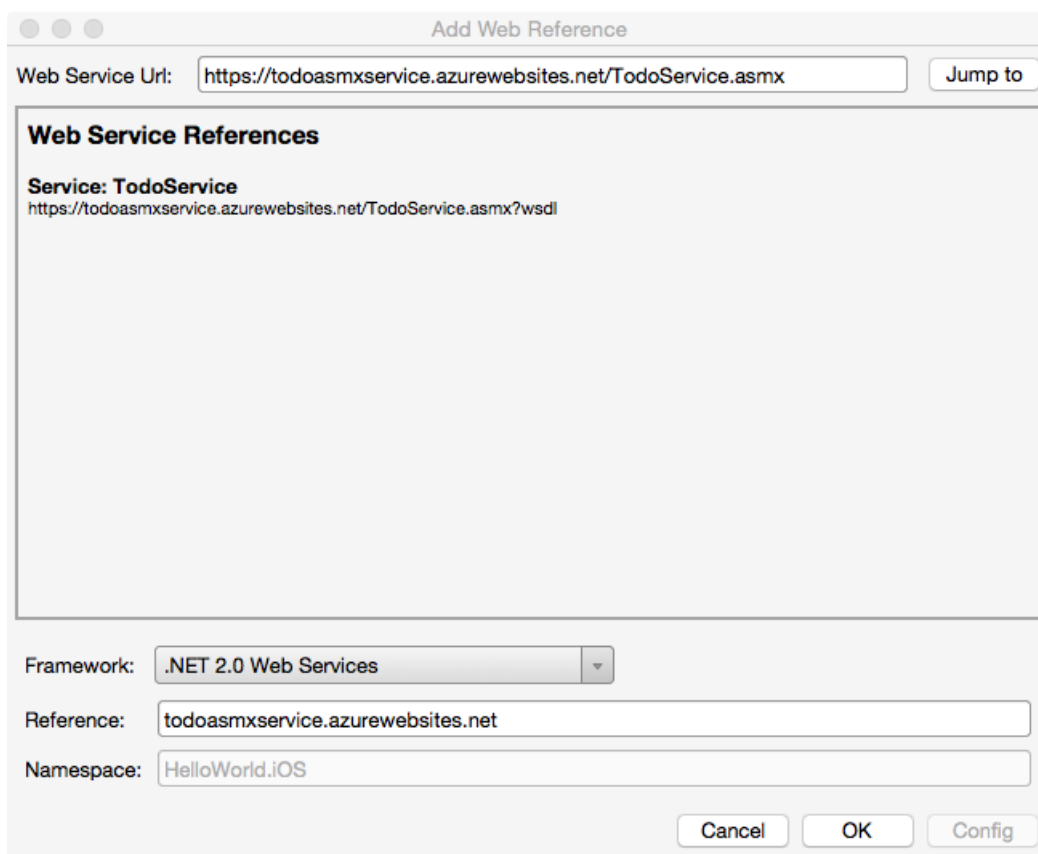 Add Web Reference
Web Service Url: https://todoasmxservice.azurewebsites.net/TodoService.asmx Jump to
Web Service References
Service: TodoService
https://todoasmxservice.azurewebsites.net/TodoService.asmx?wsdl
Framework: .NET 2.0 Web Services
Reference: todoasmxservice.azurewebsites.net
Namespace: HelloWorld.iOS
Cancel OK Config